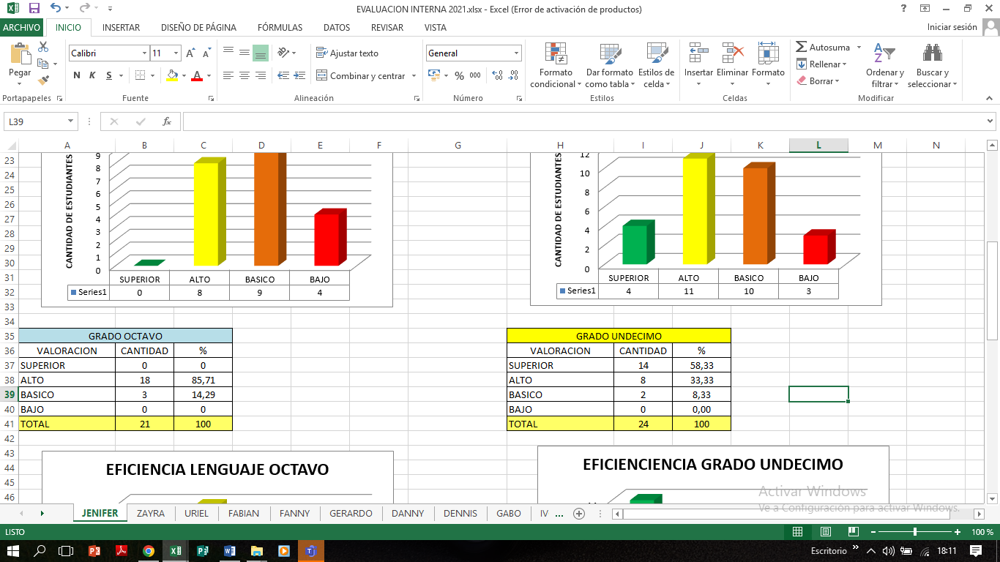 EVALUACION INTERNA 2021.xlsx - Excel (Error de activación de productos)
ARCHIVO INICIO INSERTAR DISEÑO DE PÁGINA FÓRMULAS DATOS REVISAR VISTA Iniciar sesión
Pegar
Portapapeles
Calibri 11
N K S
Fuente
Ajustar texto
Combinar y centrar
Alineación
General
% 000
Número
Formato condicional
Dar formato como tabla
Estilos de celda
Estilos
Insertar Eliminar Formato
Celdas
Autosuma
Rellenar
Borrar
Ordenar y filtrar
Buscar y seleccionar
Modificar
L39 fx
A B C D E F G H I J K L M N
23
24
25
26
27
28
29
30
31
32
33
34
35
36
37
38
39
40
41
42
43
44
45
46
CANTIDAD DE ESTUDIANTES
9
8
7
6
5
4
3
2
1
0
SUPERIOR ALTO BASICO BAJO
Series1 0 8 9 4
CANTIDAD DE ESTUDIANTES
12
10
8
6
4
2
0
SUPERIOR ALTO BASICO BAJO
Series1 4 11 10 3
GRADO OCTAVO
VALORACION CANTIDAD %
SUPERIOR 0 0
ALTO 18 85,71
BASICO 3 14,29
BAJO 0 0
TOTAL 21 100
GRADO UNDECIMO
VALORACION CANTIDAD %
SUPERIOR 14 58,33
ALTO 8 33,33
BASICO 2 8,33
BAJO 0 0,00
TOTAL 24 100
EFICIENCIA LENGUAJE OCTAVO
EFICIENCIENCIA GRADO UNDECIMO
Activar Windows
Ve a Configuración para activar Windows.
JENIFER ZAYRA URIEL FABIAN FANNY GERARDO DANNY DENNIS GABO IV ...
LISTO 100 %
Escritorio 18:11